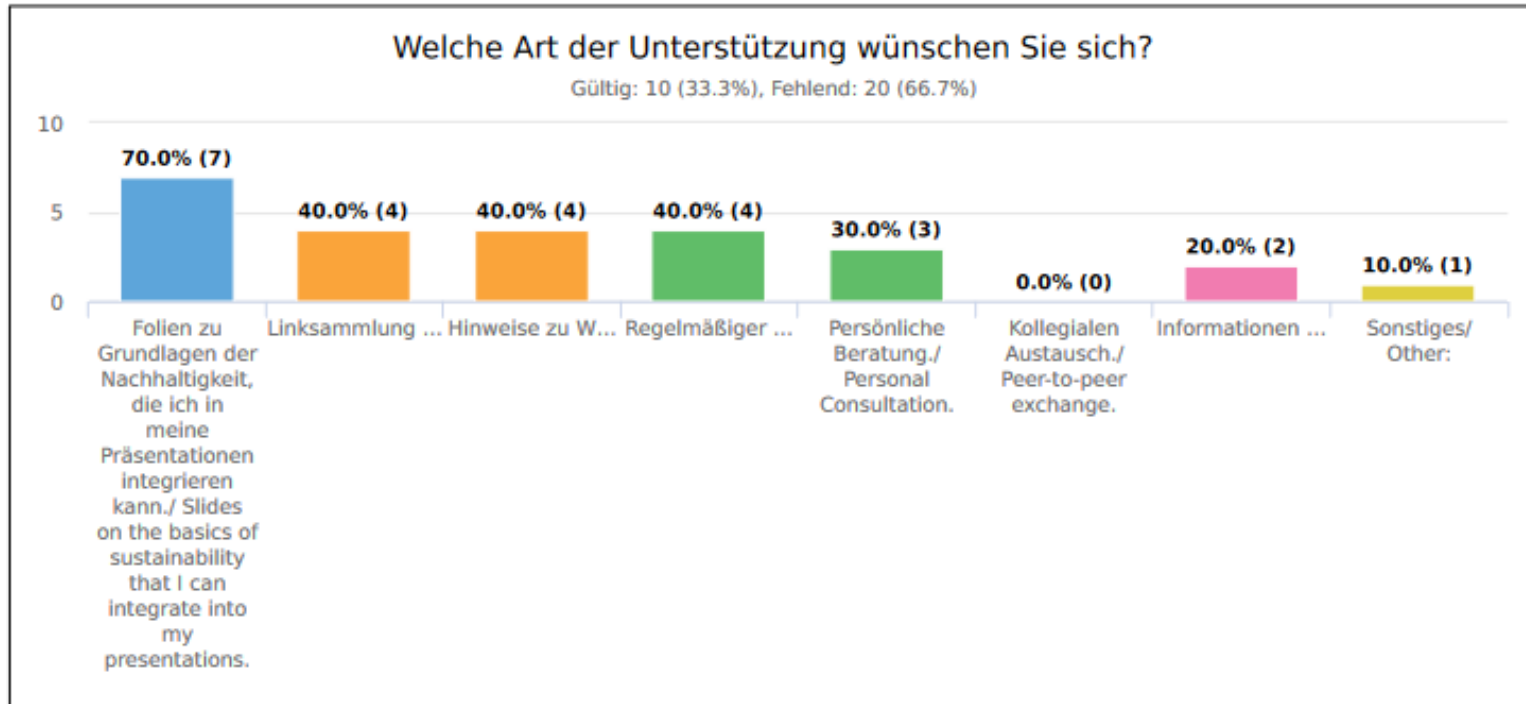 Welche Art der Unterstützung wünschen Sie sich?
Gültig: 10 (33.3%), Fehlend: 20 (66.7%)
10
5
0
70.0% (7)
40.0% (4)
40.0% (4)
40.0% (4)
30.0% (3)
0.0% (0)
20.0% (2)
10.0% (1)
Folien zu
Grundlagen der
Nachhaltigkeit,
die ich in
meine
Präsentationen
integrieren
kann./ Slides
on the basics of
sustainability
that I can
integrate into
my
presentations.
Linksammlung ...
Hinweise zu W...
Regelmäßiger ...
Persönliche
Beratung./
Personal
Consultation.
Kollegialen
Austausch./
Peer-to-peer
exchange.
Informationen ...
Sonstiges/
Other: